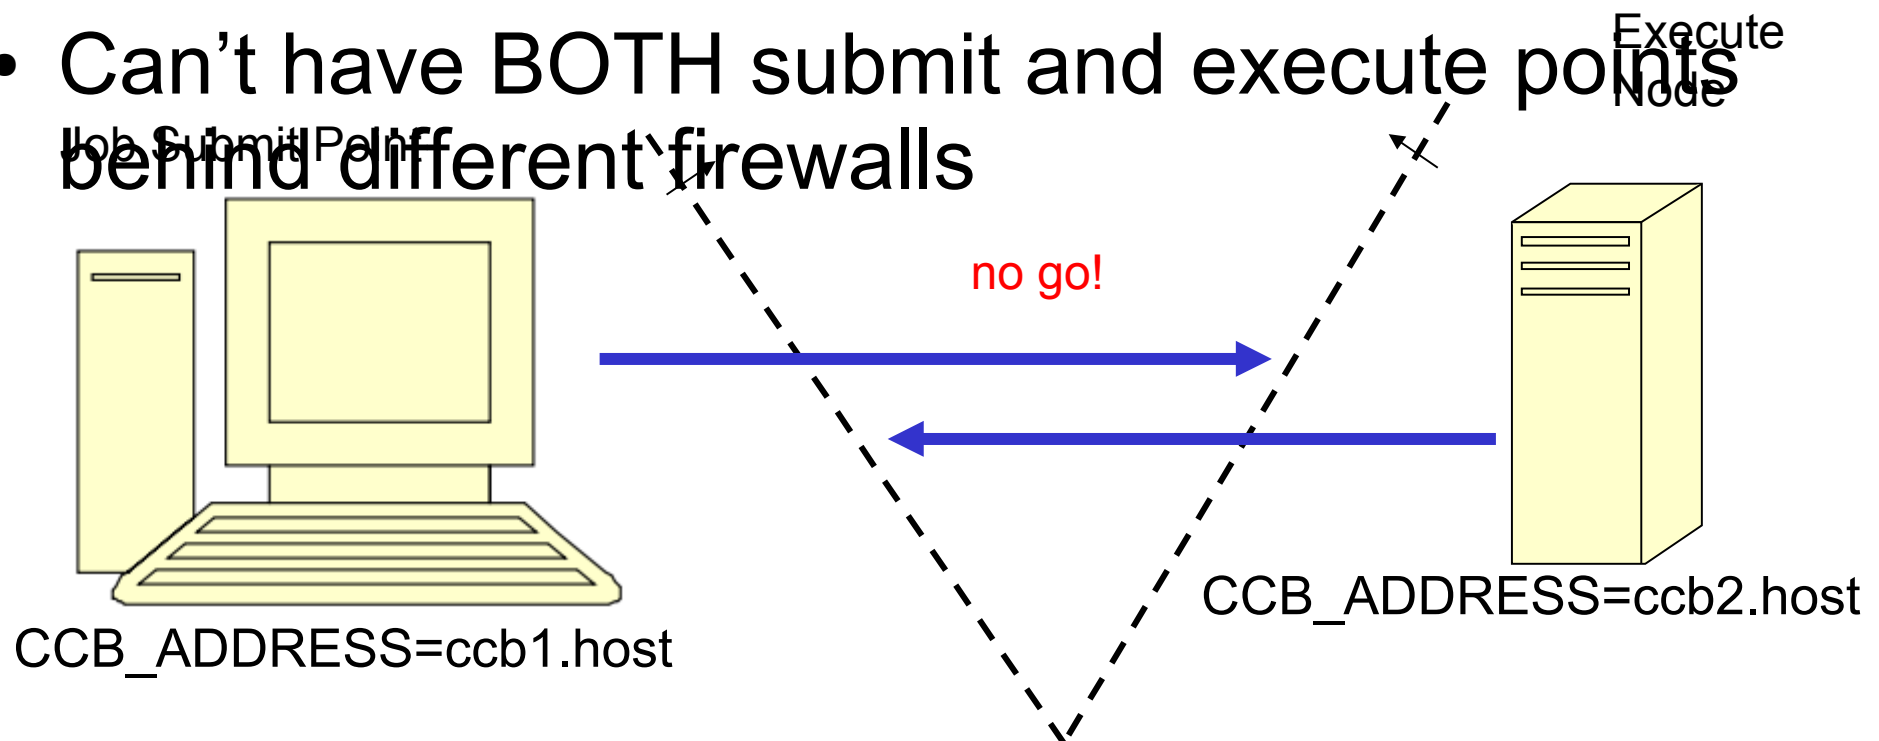 • Can’t have BOTH submit and execute points
behind different firewalls
Execute
Node
Job Submit Point
no go!
CCB_ADDRESS=ccb2.host
CCB_ADDRESS=ccb1.host